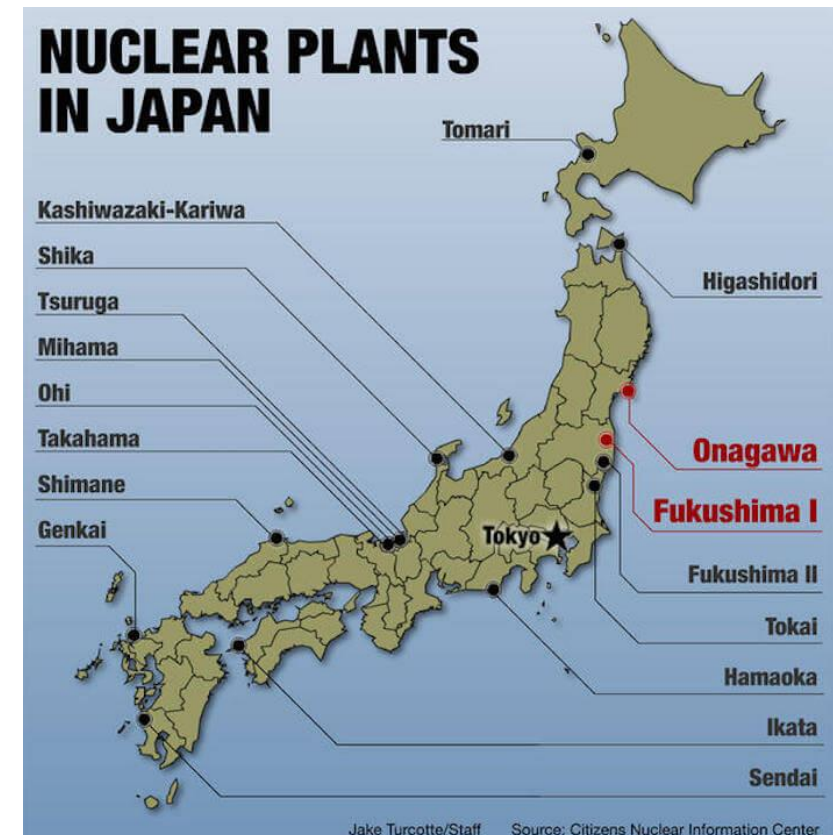 NUCLEAR PLANTS
IN JAPAN
Tomari
Kashiwazaki-Kariwa
Shika
Higashidori
Tsuruga
Mihama
Ohi
Takahama
Onagawa
Shimane
Fukushima I
Genkai
Tokyo
Fukushima II
Tokai
Hamaoka
Ikata
Sendai
Jake Turcotte/Staff Source: Citizens Nuclear Information Center